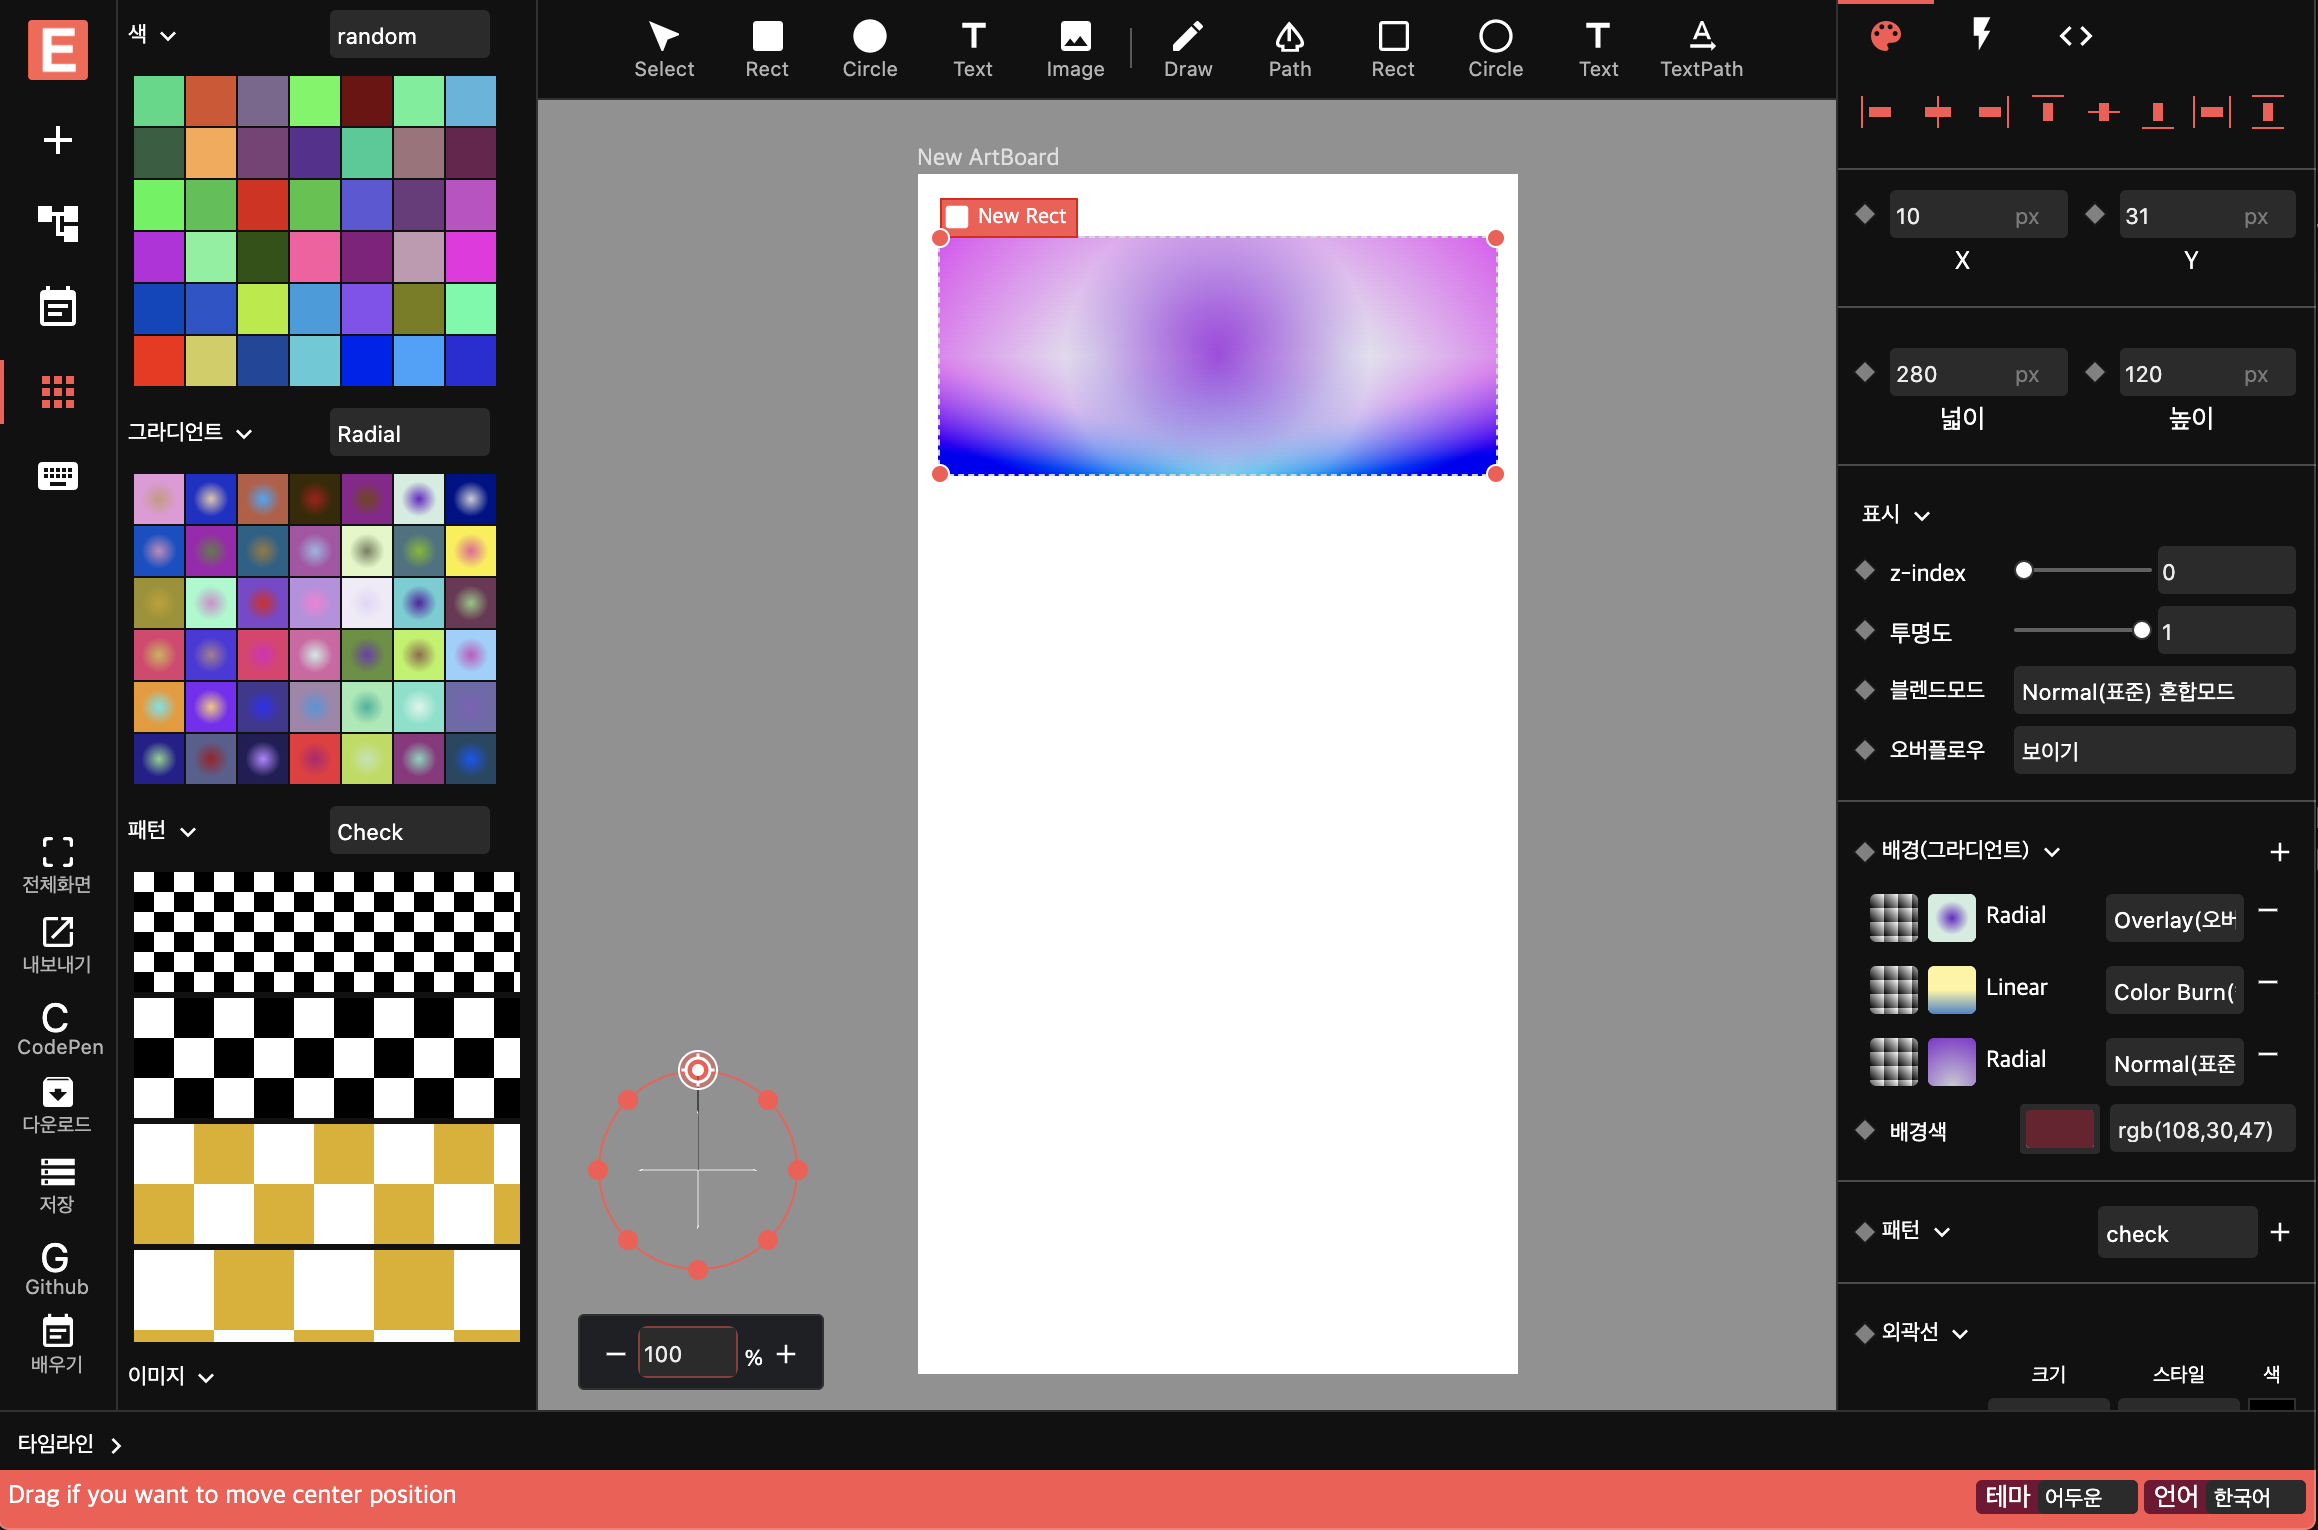 E
전체화면
내보내기
C
CodePen
다운로드
저장
G
Github
배우기
색
random
그라디언트
Radial
패턴
Check
이미지
Select
Rect
Circle
Text
Image
Draw
Path
Rect
Circle
Text
TextPath
New ArtBoard
New Rect
100 %
10 px
31 px
X
Y
280 px
120 px
넓이
높이
표시
z-index 0
투명도 1
블렌드모드 Normal(표준) 혼합모드
오버플로우 보이기
배경(그라디언트)
Radial Overlay(오버
Linear Color Burn(
Radial Normal(표준
배경색 rgb(108,30,47)
패턴 check
외곽선
크기 스타일 색
타임라인
Drag if you want to move center position
테마 어두운 언어 한국어